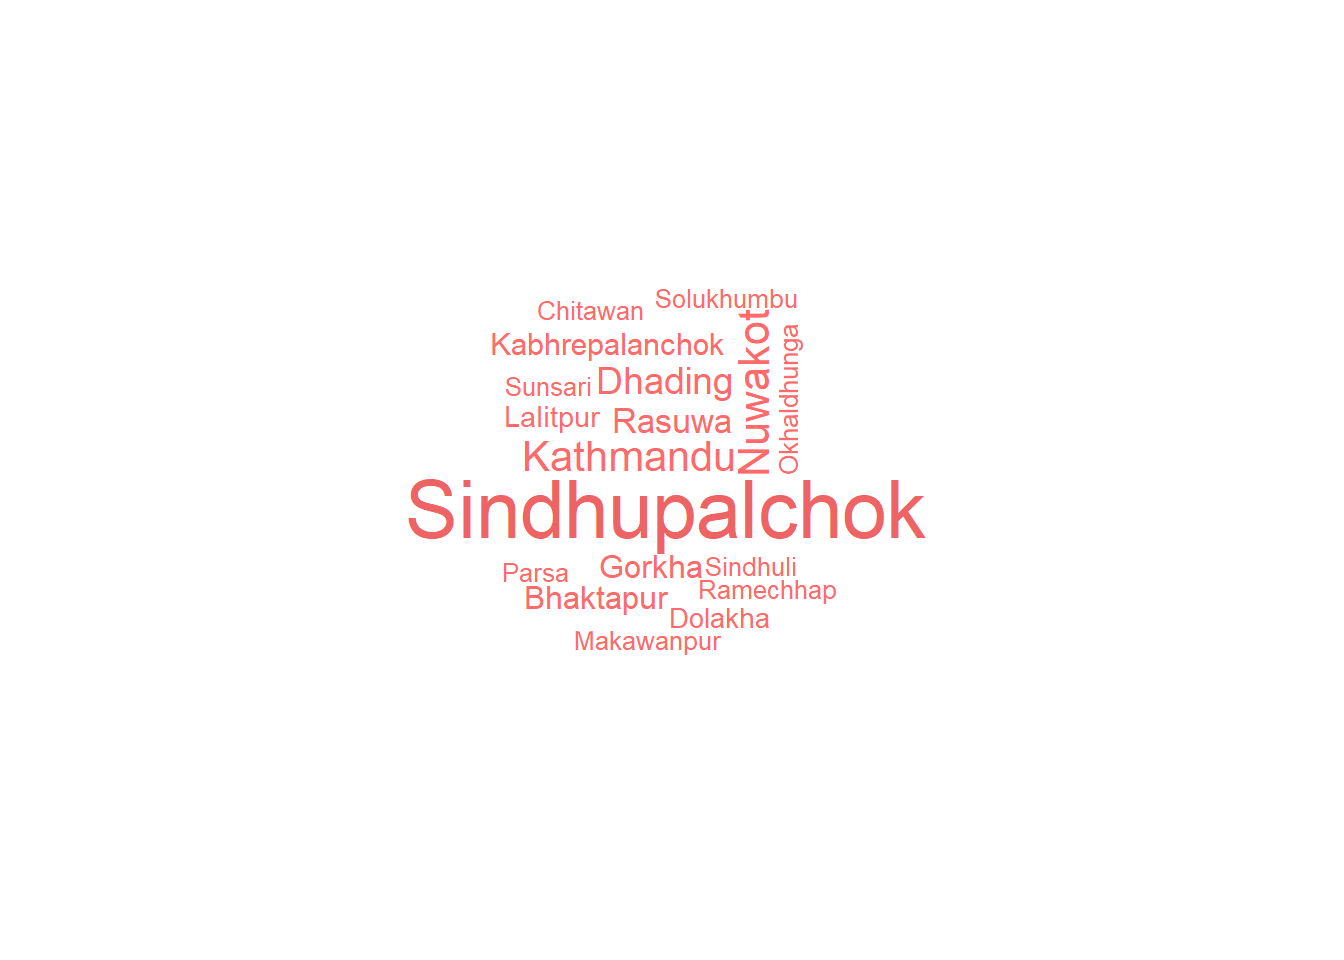 Solukhumbu
Chitawan
Kabhrepalanchok
Nuwakot
Okhaldhunga
Sunsari
Dhading
Lalitpur
Rasuwa
Kathmandu
Sindhupalchok
Parsa
Gorkha
Sindhuli
Bhaktapur
Ramechhap
Dolakha
Makawanpur